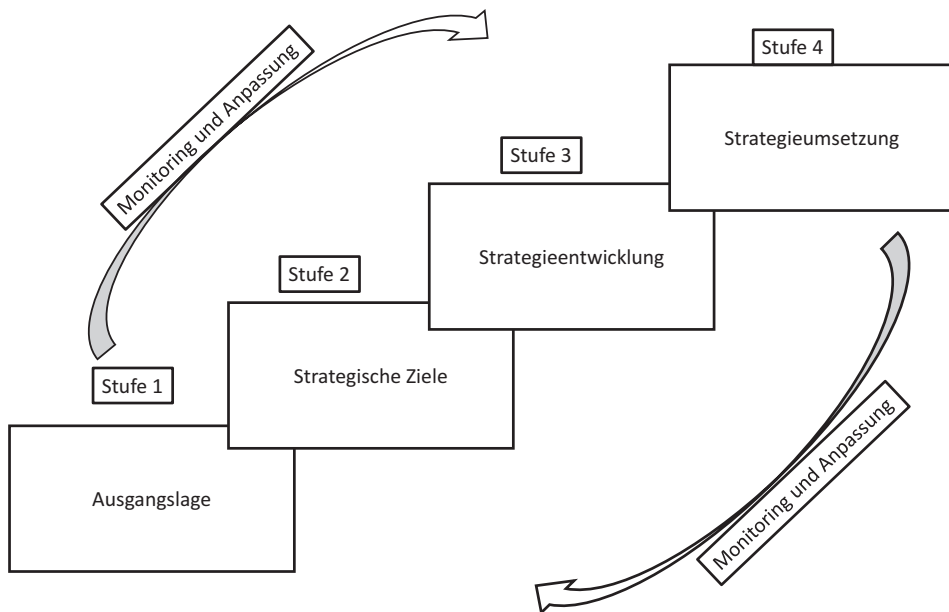 Monitoring und Anpassung
Stufe 4
Strategieumsetzung
Stufe 3
Strategieentwicklung
Stufe 2
Strategische Ziele
Stufe 1
Ausgangslage
Monitoring und Anpassung